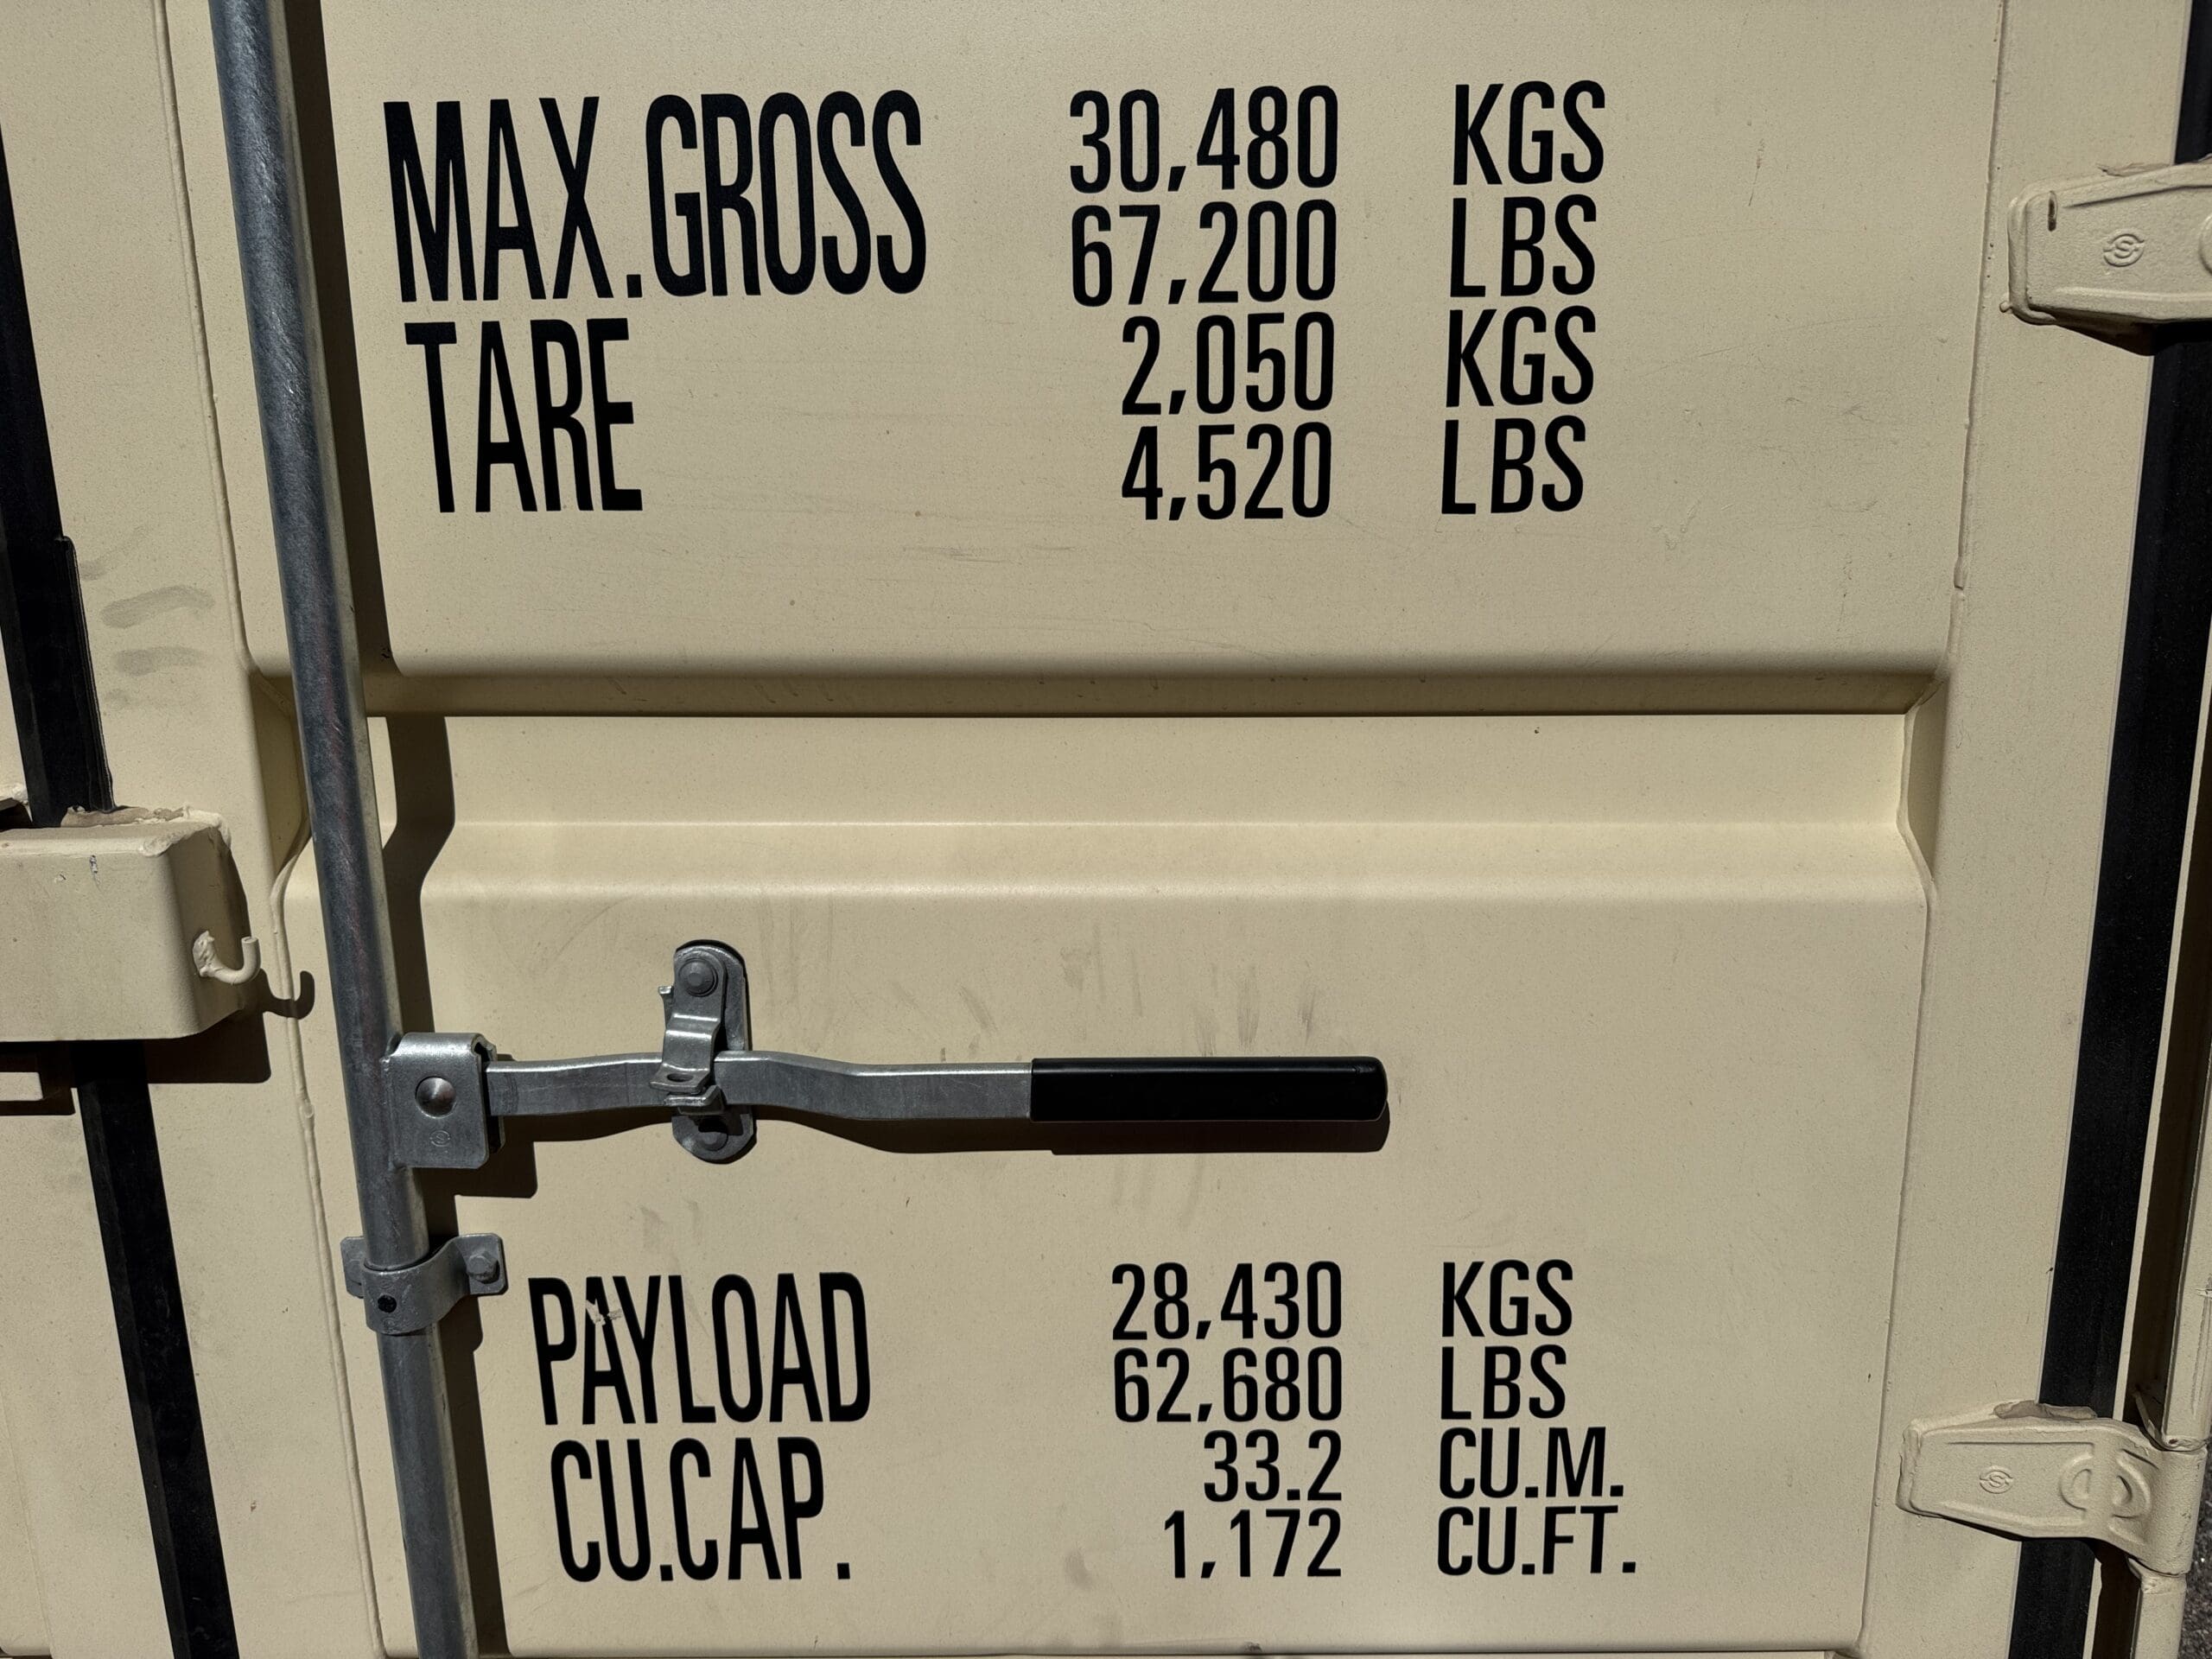 MAX.GROSS 30,480 KGS
67,200 LBS
TARE 2,050 KGS
4,520 LBS
PAYLOAD 28,430 KGS
62,680 LBS
CU.CAP. 33.2 CU.M.
1,172 CU.FT.